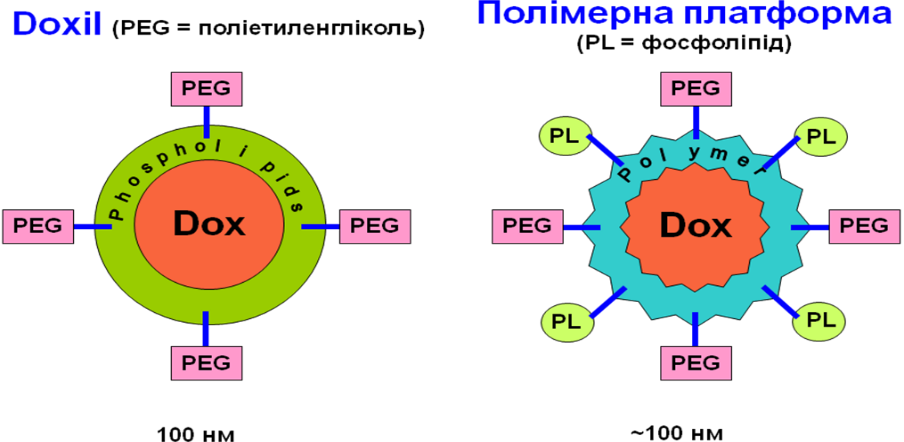 Doxil (PEG = поліетиленгліколь)
PEG
Phospholipids
PEG
Dox
PEG
PEG
100 нм
Полімерна платформа
(PL = фосфоліпід)
PEG
PL
PL
Polymer
PEG
Dox
PEG
PL
PL
PEG
~100 нм